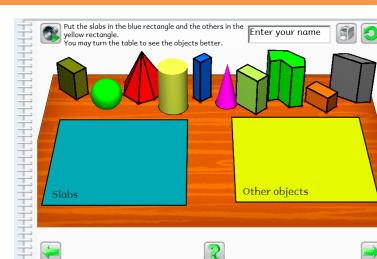 Put the slabs in the blue rectangle and the others in the
yellow rectangle.
You may turn the table to see the objects better.
Enter your name
Slabs
Other objects